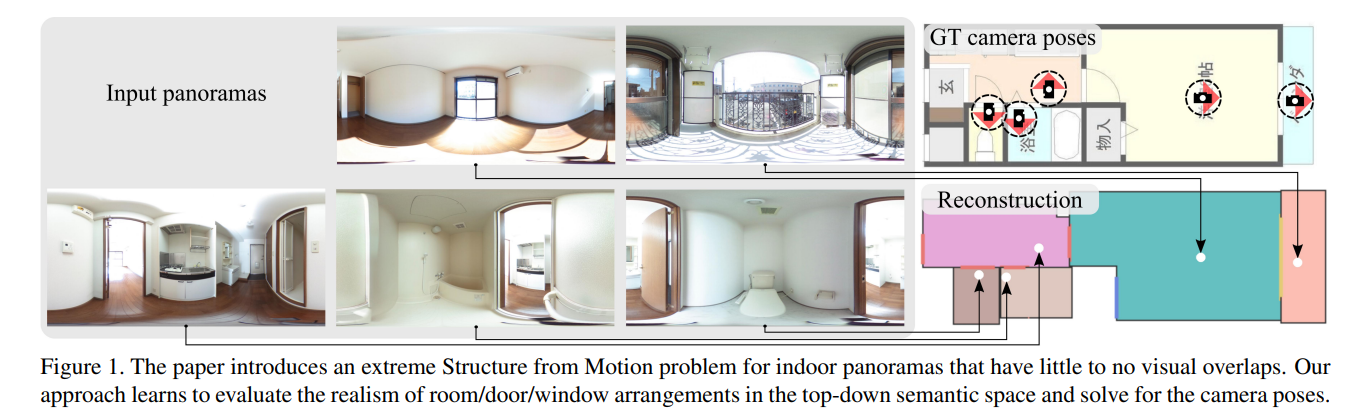 Input panoramas
GT camera poses
玄
浴
物入
帖
ダ
Reconstruction
Figure 1. The paper introduces an extreme Structure from Motion problem for indoor panoramas that have little to no visual overlaps. Our
approach learns to evaluate the realism of room/door/window arrangements in the top-down semantic space and solve for the camera poses.